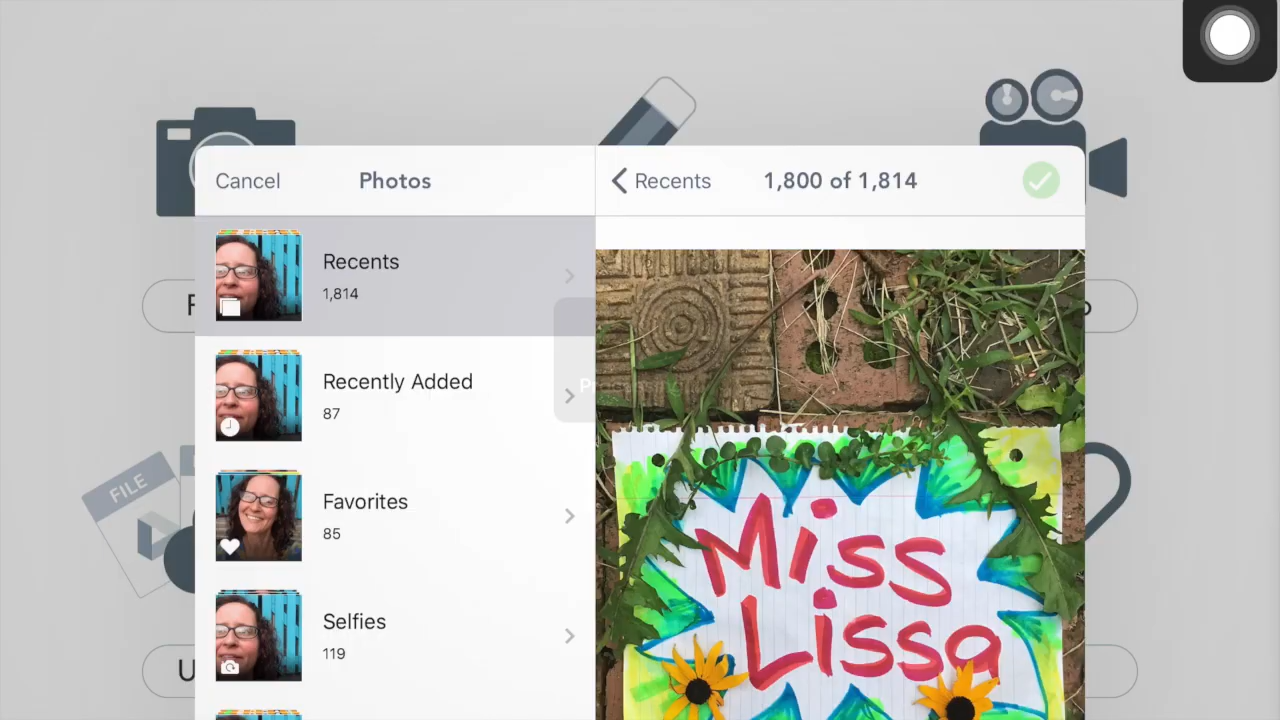 Cancel
Photos
Recents
1,800 of 1,814
Recents
1,814
Recently Added
87
Favorites
85
Selfies
119
FILE
Miss
Lissa